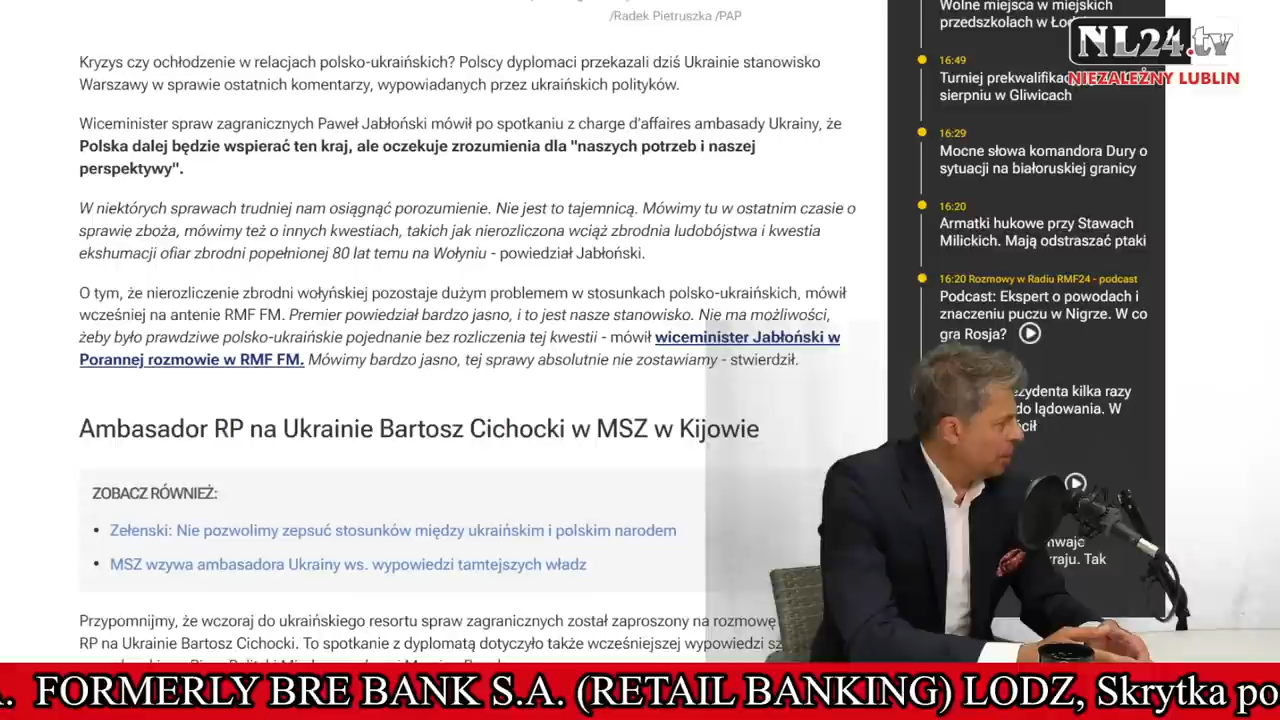 /Radek Pietruszka /PAP
Kryzys czy ochłodzenie w relacjach polsko-ukraińskich? Polscy dyplomaci przekazali dziś Ukrainie stanowisko
Warszawy w sprawie ostatnich komentarzy, wypowiadanych przez ukraińskich polityków.
Wiceminister spraw zagranicznych Paweł Jabłoński mówił po spotkaniu z charge d'affaires ambasady Ukrainy, że
Polska dalej będzie wspierać ten kraj, ale oczekuje zrozumienia dla "naszych potrzeb i naszej
perspektywy".
W niektórych sprawach trudniej nam osiągnąć porozumienie. Nie jest to tajemnicą. Mówimy tu w ostatnim czasie o
sprawie zboża, mówimy też o innych kwestiach, takich jak nierozliczona wciąż zbrodnia ludobójstwa i kwestia
ekshumacji ofiar zbrodni popełnionej 80 lat temu na Wołyniu - powiedział Jabłoński.
O tym, że nierozliczenie zbrodni wołyńskiej pozostaje dużym problemem w stosunkach polsko-ukraińskich, mówił
wcześniej na antenie RMF FM. Premier powiedział bardzo jasno, i to jest nasze stanowisko. Nie ma możliwości,
żeby było prawdziwe polsko-ukraińskie pojednanie bez rozliczenia tej kwestii - mówił wiceminister Jabłoński w
Porannej rozmowie w RMF FM. Mówimy bardzo jasno, tej sprawy absolutnie nie zostawiamy - stwierdził.
Ambasador RP na Ukrainie Bartosz Cichocki w MSZ w Kijowie
ZOBACZ RÓWNIEŻ:
• Zełenski: Nie pozwolimy zepsuć stosunków między ukraińskim i polskim narodem
• MSZ wzywa ambasadora Ukrainy ws. wypowiedzi tamtejszych władz
Przypomnijmy, że wczoraj do ukraińskiego resortu spraw zagranicznych został zaproszony na rozmowę
RP na Ukrainie Bartosz Cichocki. To spotkanie z dyplomatą dotyczyło także wcześniejszej wypowiedzi
Wolne miejsca w miejskich
przedszkolach w
NL24.tv
NIEZALEŻNY LUBLIN
16:49
Turniej
sierpniu w Gliwicach
16:29
Mocne słowa komandora Dury o
sytuacji na białoruskiej granicy
16:20
Armatki hukowe przy Stawach
Milickich. Mają odstraszać ptaki
16:20 Rozmowy w Radiu RMF24 - podcast
Podcast: Ekspert o powodach i
znaczeniu puczu w Nigrze. W co
gra Rosja?
kilka razy
do lądowania. W
Tak
FORMERLY BRE BANK S.A. (RETAIL BANKING) LODZ, Skrytka po